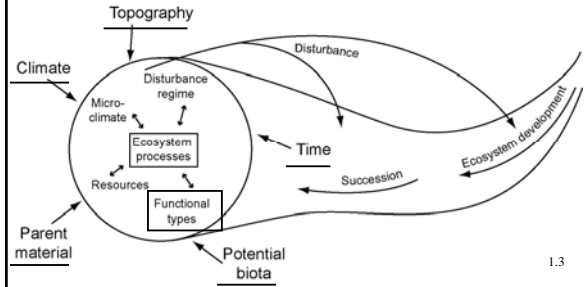 Topography
Disturbance
Climate
Disturbance
regime
Micro-
climate
Ecosystem
processes
Time
Ecosystem development
Resources
Succession
Functional
types
Parent
material
Potential
biota
1.3